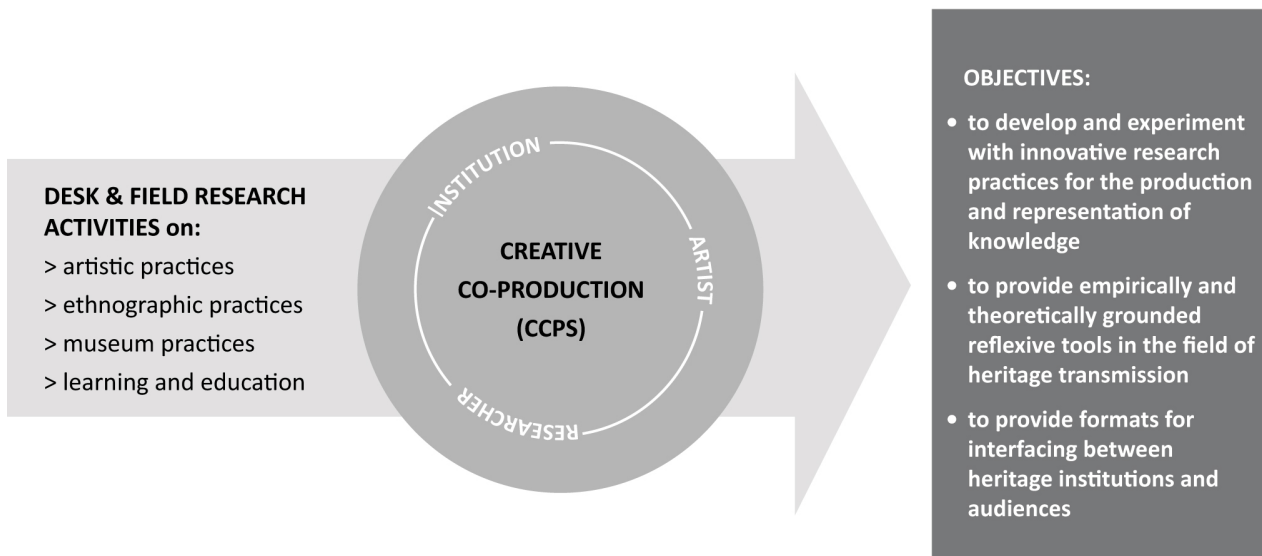 DESK & FIELD RESEARCH
ACTIVITIES on:
> artistic practices
> ethnographic practices
> museum practices
> learning and education
INSTITUTION
ARTIST
RESEARCHER
CREATIVE
CO-PRODUCTION
(CCPS)
OBJECTIVES:
• to develop and experiment
with innovative research
practices for the production
and representation of
knowledge
• to provide empirically and
theoretically grounded
reflexive tools in the field of
heritage transmission
• to provide formats for
interfacing between
heritage institutions and
audiences